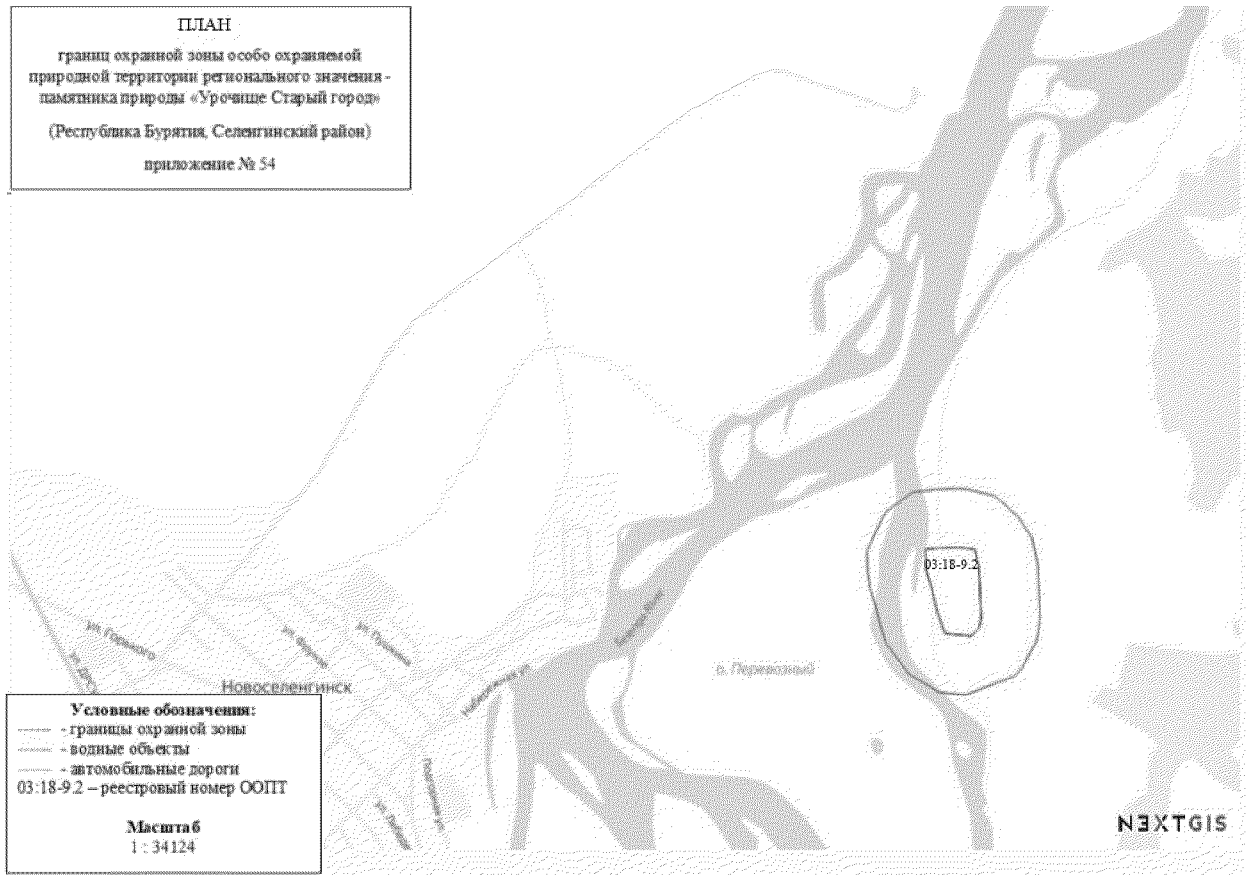 ПЛАН
границ охранной зоны особо охраняемой
природной территории регионального значения -
памятника природы «Урочище Старый город»
(Республика Бурятия, Селенгинский район)
приложение № 54
03:18-9.2
ул. Горького
ул. Пушкина
о. Перевозный
Новоселенгинск
Набережная ул.
Условные обозначения:
- границы охранной зоны
- водные объекты
- автомобильные дороги
03:18-9.2 – реестровый номер ООПТ
Масштаб
1 : 34124
NEXTGIS